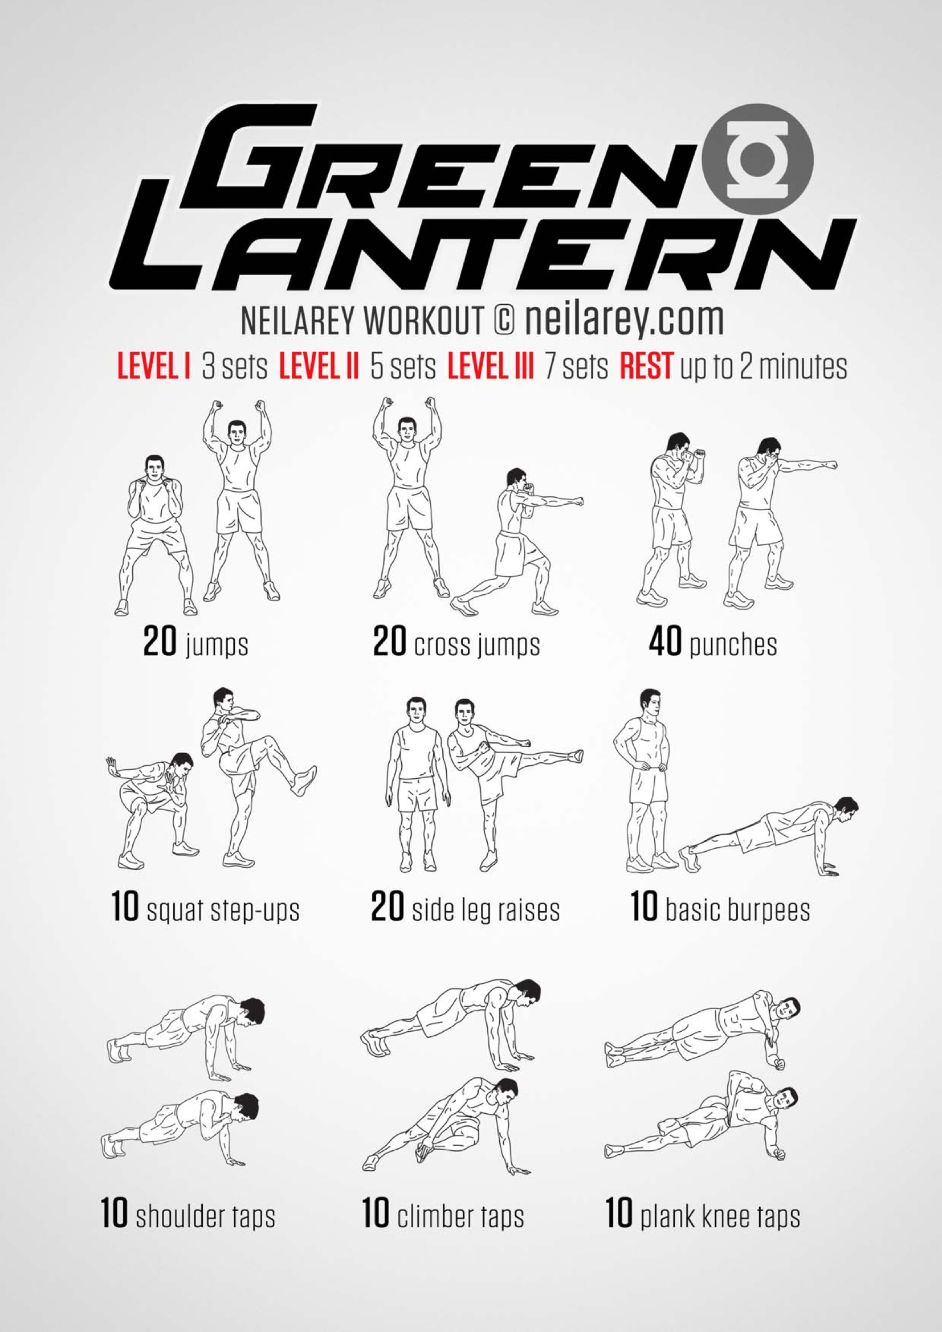 GREEN
LANTERN
NEILAREY WORKOUT © neilarey.com
LEVEL I 3 sets LEVEL II 5 sets LEVEL III 7 sets REST up to 2 minutes
20 jumps
20 cross jumps
40 punches
10 squat step-ups
20 side leg raises
10 basic burpees
10 shoulder taps
10 climber taps
10 plank knee taps